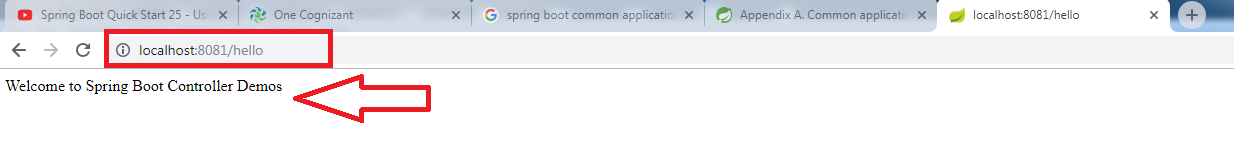 Spring Boot Quick Start 25 - Usi
One Cognizant
spring boot common application
Appendix A. Common applicatio
localhost:8081/hello
localhost:8081/hello
Welcome to Spring Boot Controller Demos